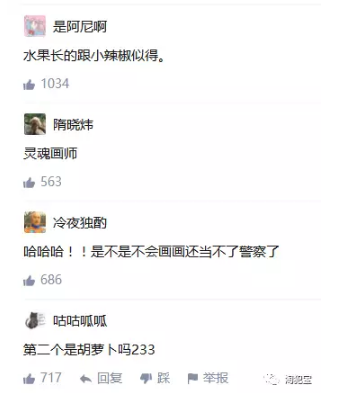 是阿尼啊
水果长的跟小辣椒似得。
1034
隋晓炜
灵魂画师
563
冷夜独酌
哈哈哈！！是不是不会画画还当不了警察了
686
咕咕呱呱
第二个是胡萝卜吗233
717 回复 踩 举报
淘铊宝